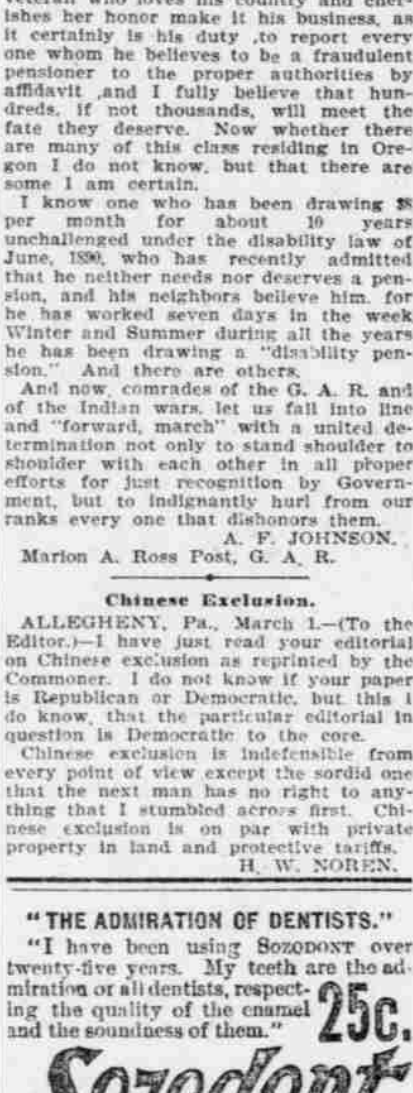 veteran who loves his country and cher-
ishes her honor make it his business, as
it certainly is his duty ,to report every
one whom he believes to be a fraudulent
pensioner to the proper authorities by
affidavit ,and I fully believe that hun-
dreds, if not thousands, will meet the
fate they deserve. Now whether there
are many of this class residing in Ore-
gon I do not know, but that there are
some I am certain.
I know one who has been drawing $8
per month for about 10 years
unchallenged under the disability law of
June, 1890, who has recently admitted
that he neither needs nor deserves a pen-
sion, and his neighbors believe him, for
he has worked seven days in the week
Winter and Summer during all the years
he has been drawing a "disability pen-
sion." And there are others.
And now, comrades of the G. A. R. and
of the Indian wars, let us fall into line
and "forward, march" with a united de-
termination not only to stand shoulder to
shoulder with each other in all proper
efforts for just recognition by Govern-
ment, but to indignantly hurl from our
ranks every one that dishonors them.
A. F. JOHNSON.
Marion A. Ross Post, G. A. R.
Chinese Exclusion.
ALLEGHENY, Pa., March 1.—(To the
Editor.)—I have just read your editorial
on Chinese exclusion as reprinted by the
Commoner. I do not know if your paper
is Republican or Democratic, but this I
do know, that the particular editorial in
question is Democratic to the core.
Chinese exclusion is indefensible from
every point of view except the sordid one
that the next man has no right to any-
thing that I stumbled across first. Chi-
nese exclusion is on par with private
property in land and protective tariffs.
H. W. NOREN.
"THE ADMIRATION OF DENTISTS."
"I have been using SOZODONT over
twenty-five years. My teeth are the ad-
miration or all dentists, respect-
ing the quality of the enamel
and the soundness of them."
25c.
Sozodont